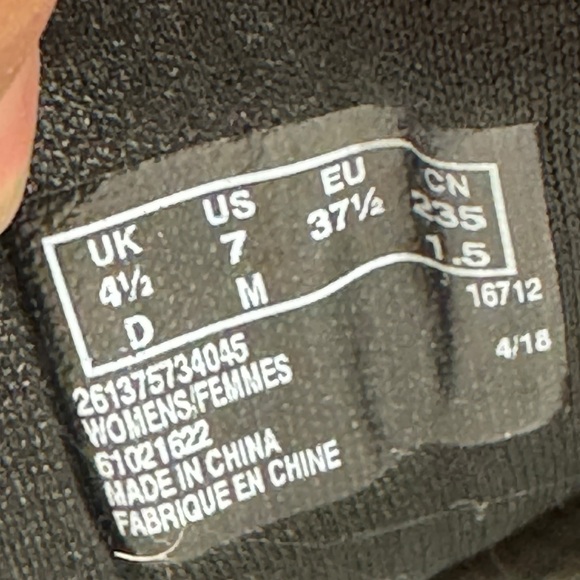 UK US EU CN
4½ 7 37½ 235
D M 1.5
16712
4/18
261375734045
WOMENS/FEMMES
61021622
MADE IN CHINA
FABRIQUE EN CHINE